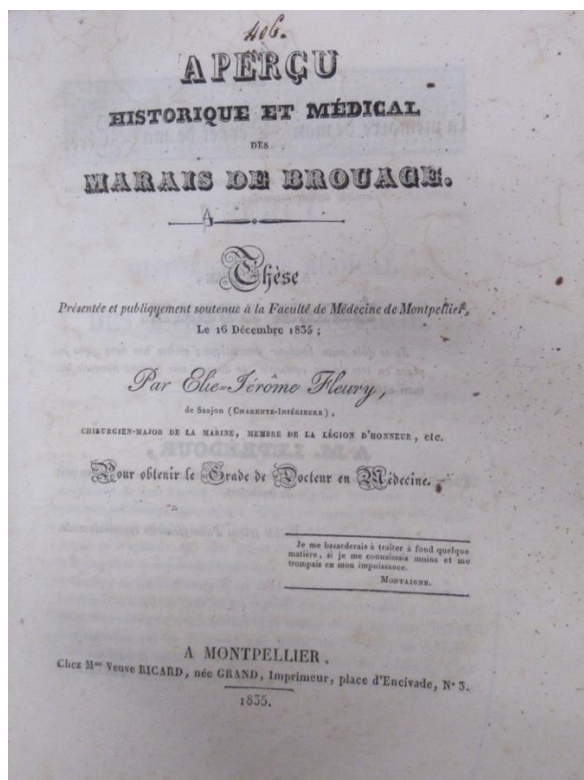 406.
APERÇU
HISTORIQUE ET MÉDICAL
DES
MARAIS DE BROUAGE.
Thèse
Présentée et publiquement soutenue à la Faculté de Médecine de Montpellier,
Le 16 Décembre 1835 ;
Par Elie-Jérôme Fleury,
de Saujon (CHARENTE-INFÉRIEURE),
CHIRURGIEN-MAJOR DE LA MARINE, MEMBRE DE LA LÉGION D'HONNEUR, etc.
Pour obtenir le Grade de Docteur en Médecine.
Je me hasarderais à traiter à fond quelque
matière, si je me connaissais moins et me
trompais en mon impuissance.
MONTAIGNE.
A MONTPELLIER,
Chez Mme Veuve RICARD, née GRAND, Imprimeur, place d'Encivade, N° 3.
1835.